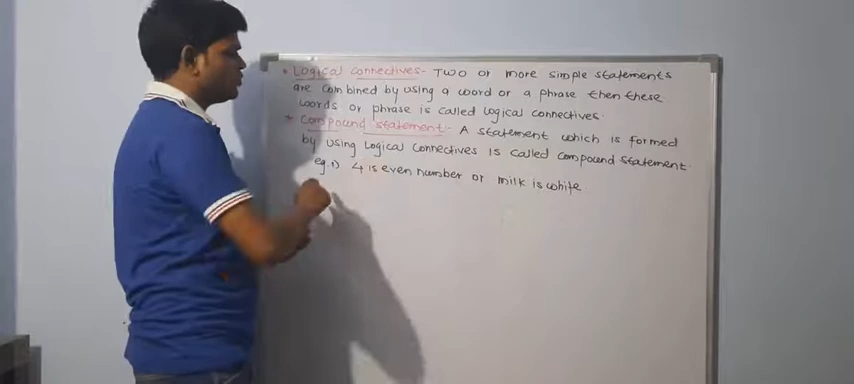 * Logical connectives- Two or more simple statements
are combined by using a word or a phrase then these
words or phrase is called logical connectives.
* Compound statement- A statement which is formed
by using Logical connectives is called compound statement.
eg.1) 4 is even number or milk is white.